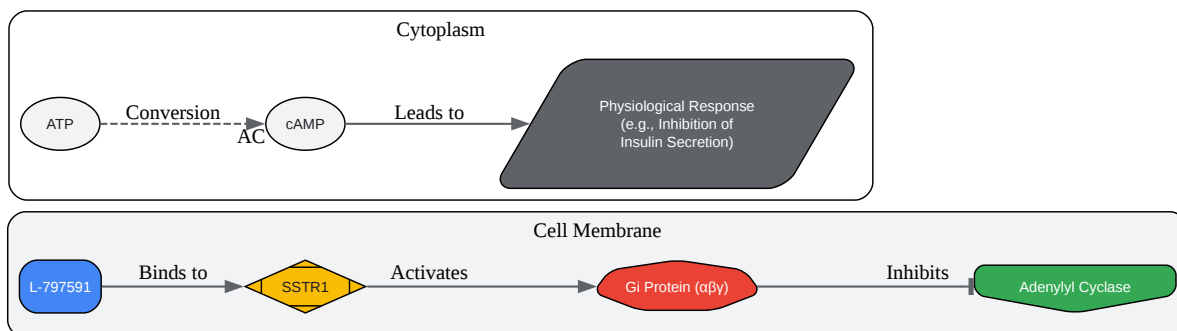 Cytoplasm
ATP
Conversion
AC
cAMP
Leads to
Physiological Response
(e.g., Inhibition of
Insulin Secretion)
Cell Membrane
L-797591
Binds to
SSTR1
Activates
Gi Protein (αβγ)
Inhibits
Adenylyl Cyclase